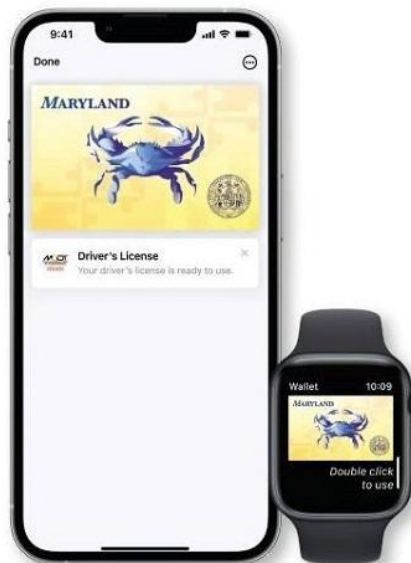 9:41
Done
MARYLAND
MDOT
Driver's License
Your driver's license is ready to use.
Wallet 10:09
MARYLAND
Double click
to use